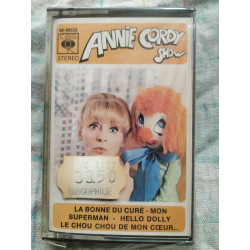 CBS
STEREO
ANNIE CORDY
SHOW
LA BONNE DU CURÉ - MON
SUPERMAN - HELLO DOLLY
LE CHOU CHOU DE MON CŒUR...